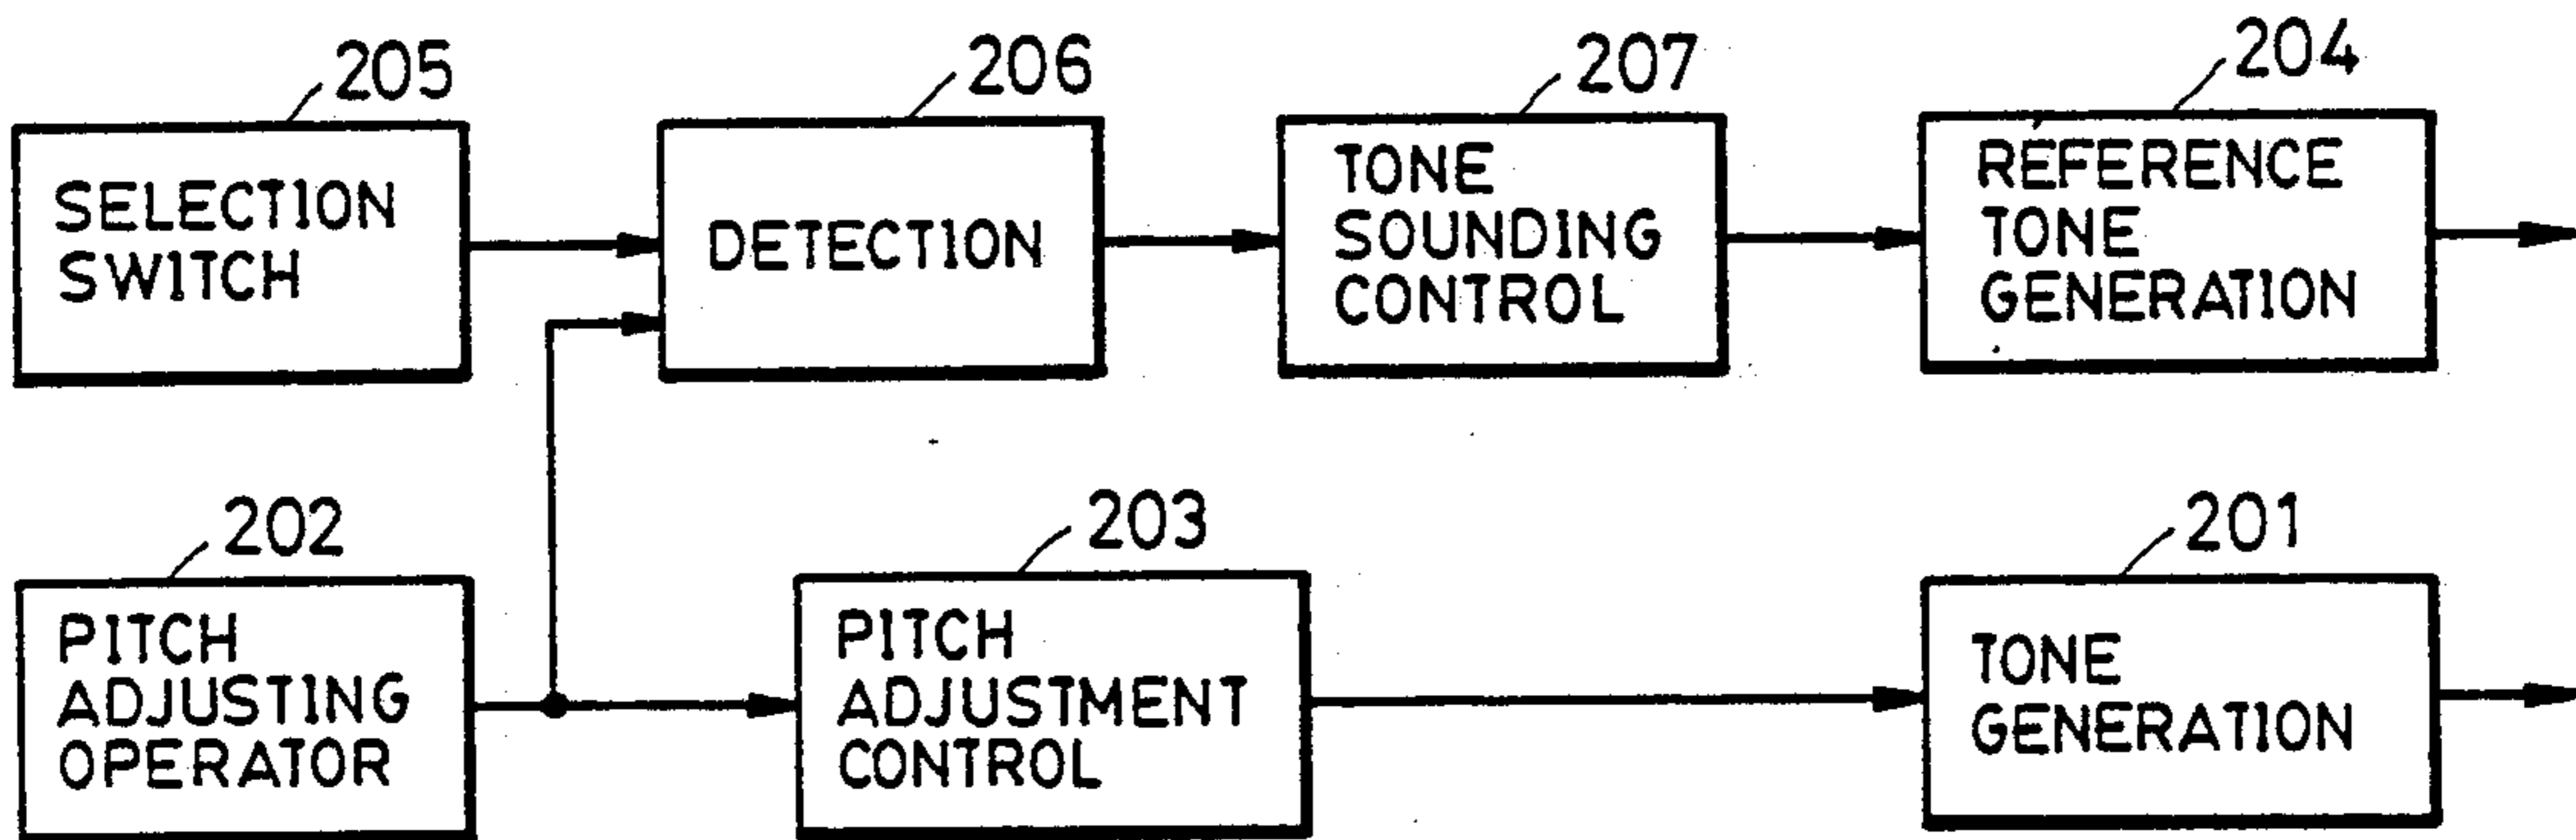 205
206
207
204
SELECTION
SWITCH
DETECTION
TONE
SOUNDING
CONTROL
REFERENCE
TONE
GENERATION
202
203
201
PITCH
ADJUSTING
OPERATOR
PITCH
ADJUSTMENT
CONTROL
TONE
GENERATION